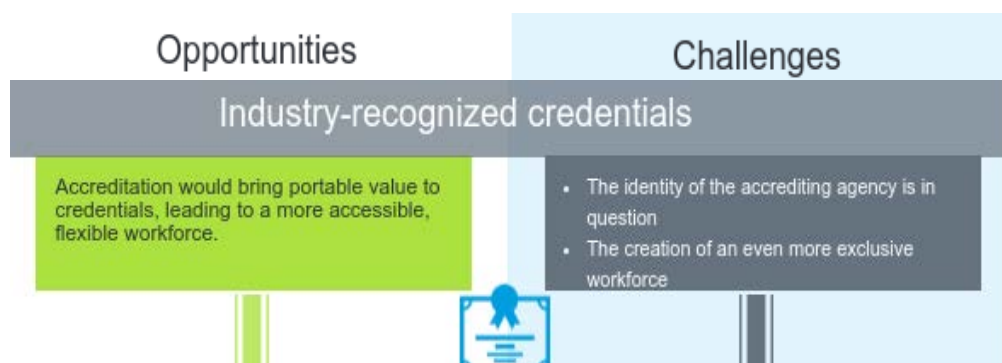 Opportunities
Challenges
Industry-recognized credentials
Accreditation would bring portable value to
credentials, leading to a more accessible,
flexible workforce.
• The identity of the accrediting agency is in
question
• The creation of an even more exclusive
workforce